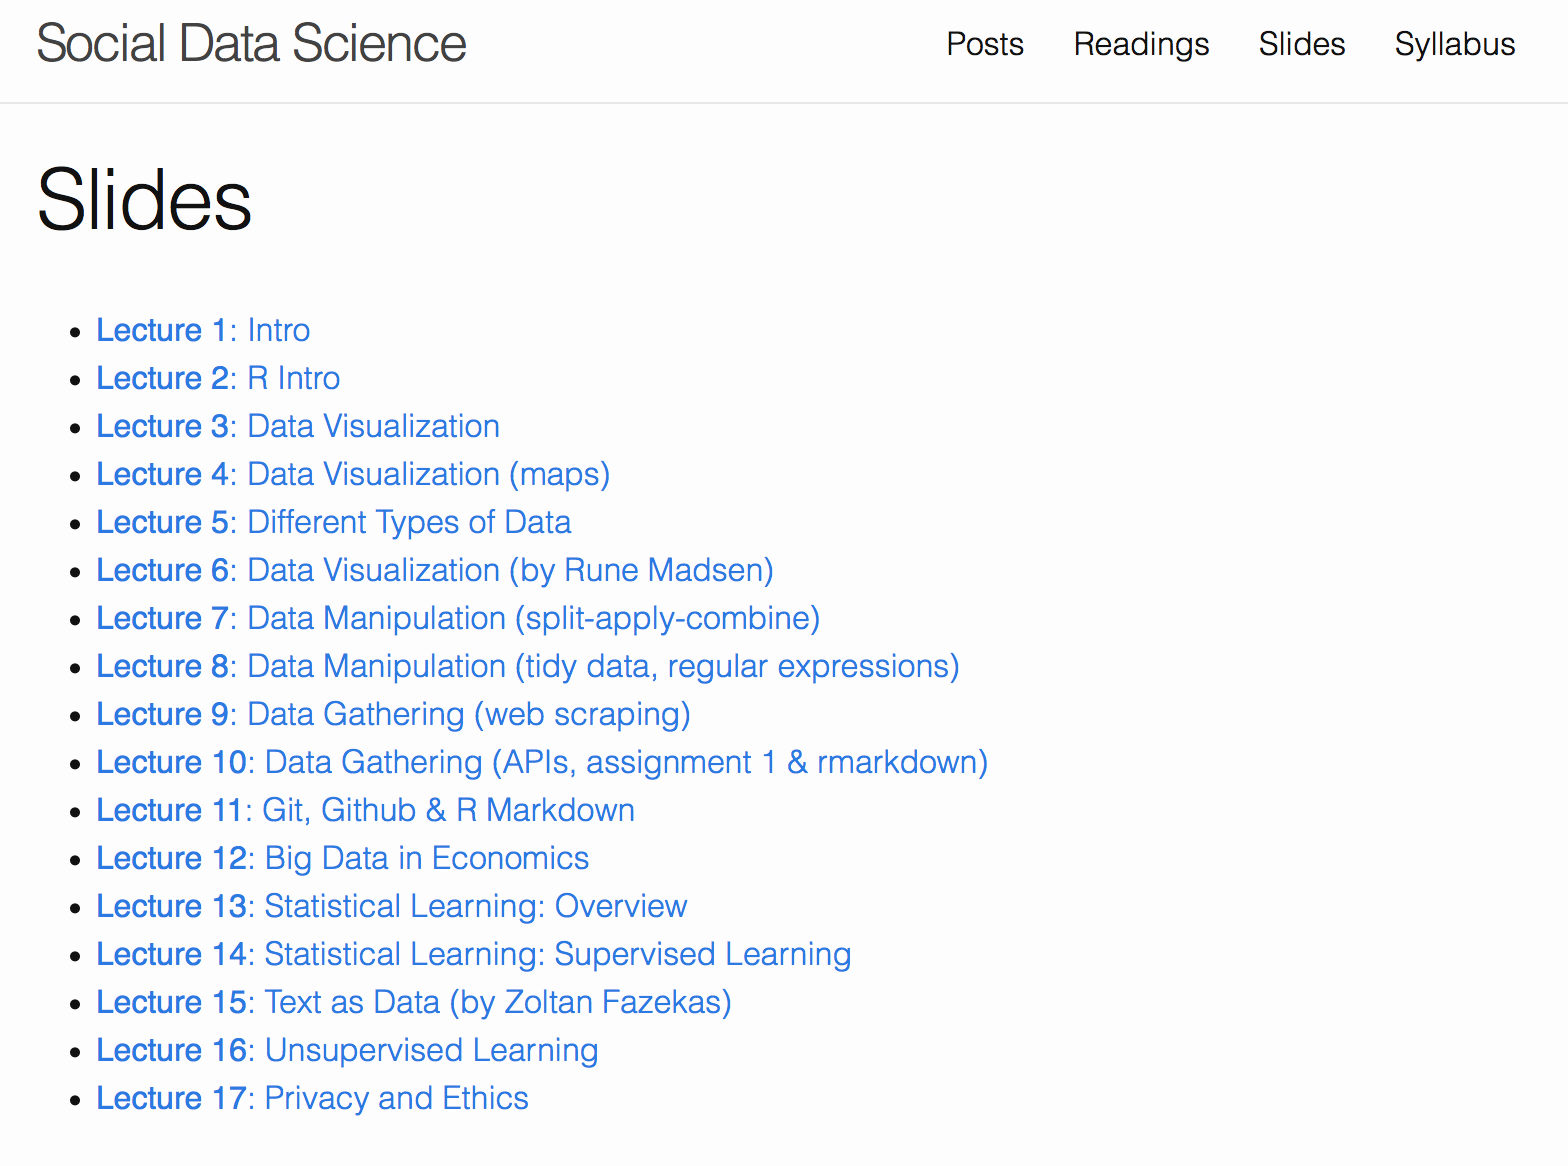 Social Data Science
Posts Readings Slides Syllabus
Slides
Lecture 1: Intro
Lecture 2: R Intro
Lecture 3: Data Visualization
Lecture 4: Data Visualization (maps)
Lecture 5: Different Types of Data
Lecture 6: Data Visualization (by Rune Madsen)
Lecture 7: Data Manipulation (split-apply-combine)
Lecture 8: Data Manipulation (tidy data, regular expressions)
Lecture 9: Data Gathering (web scraping)
Lecture 10: Data Gathering (APIs, assignment 1 & rmarkdown)
Lecture 11: Git, Github & R Markdown
Lecture 12: Big Data in Economics
Lecture 13: Statistical Learning: Overview
Lecture 14: Statistical Learning: Supervised Learning
Lecture 15: Text as Data (by Zoltan Fazekas)
Lecture 16: Unsupervised Learning
Lecture 17: Privacy and Ethics